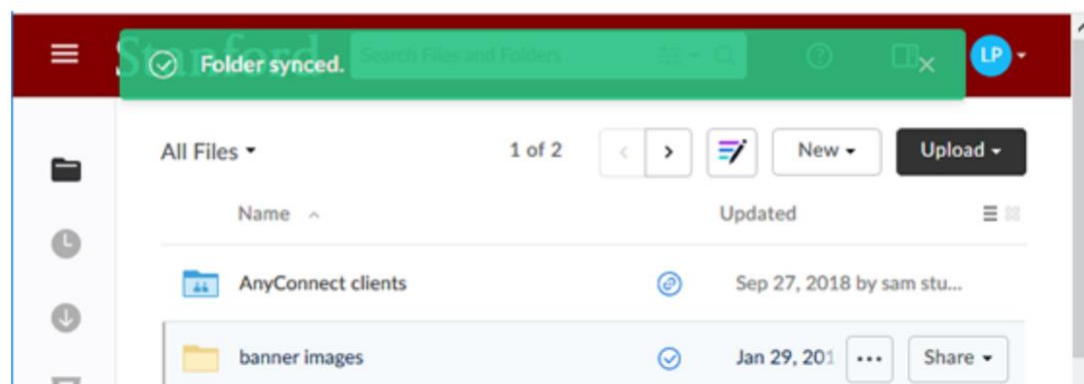 Stanford
Folder synced.
Search Files and Folders
LP
All Files
1 of 2
New
Upload
Name
Updated
AnyConnect clients
Sep 27, 2018 by sam stu...
banner images
Jan 29, 201
Share